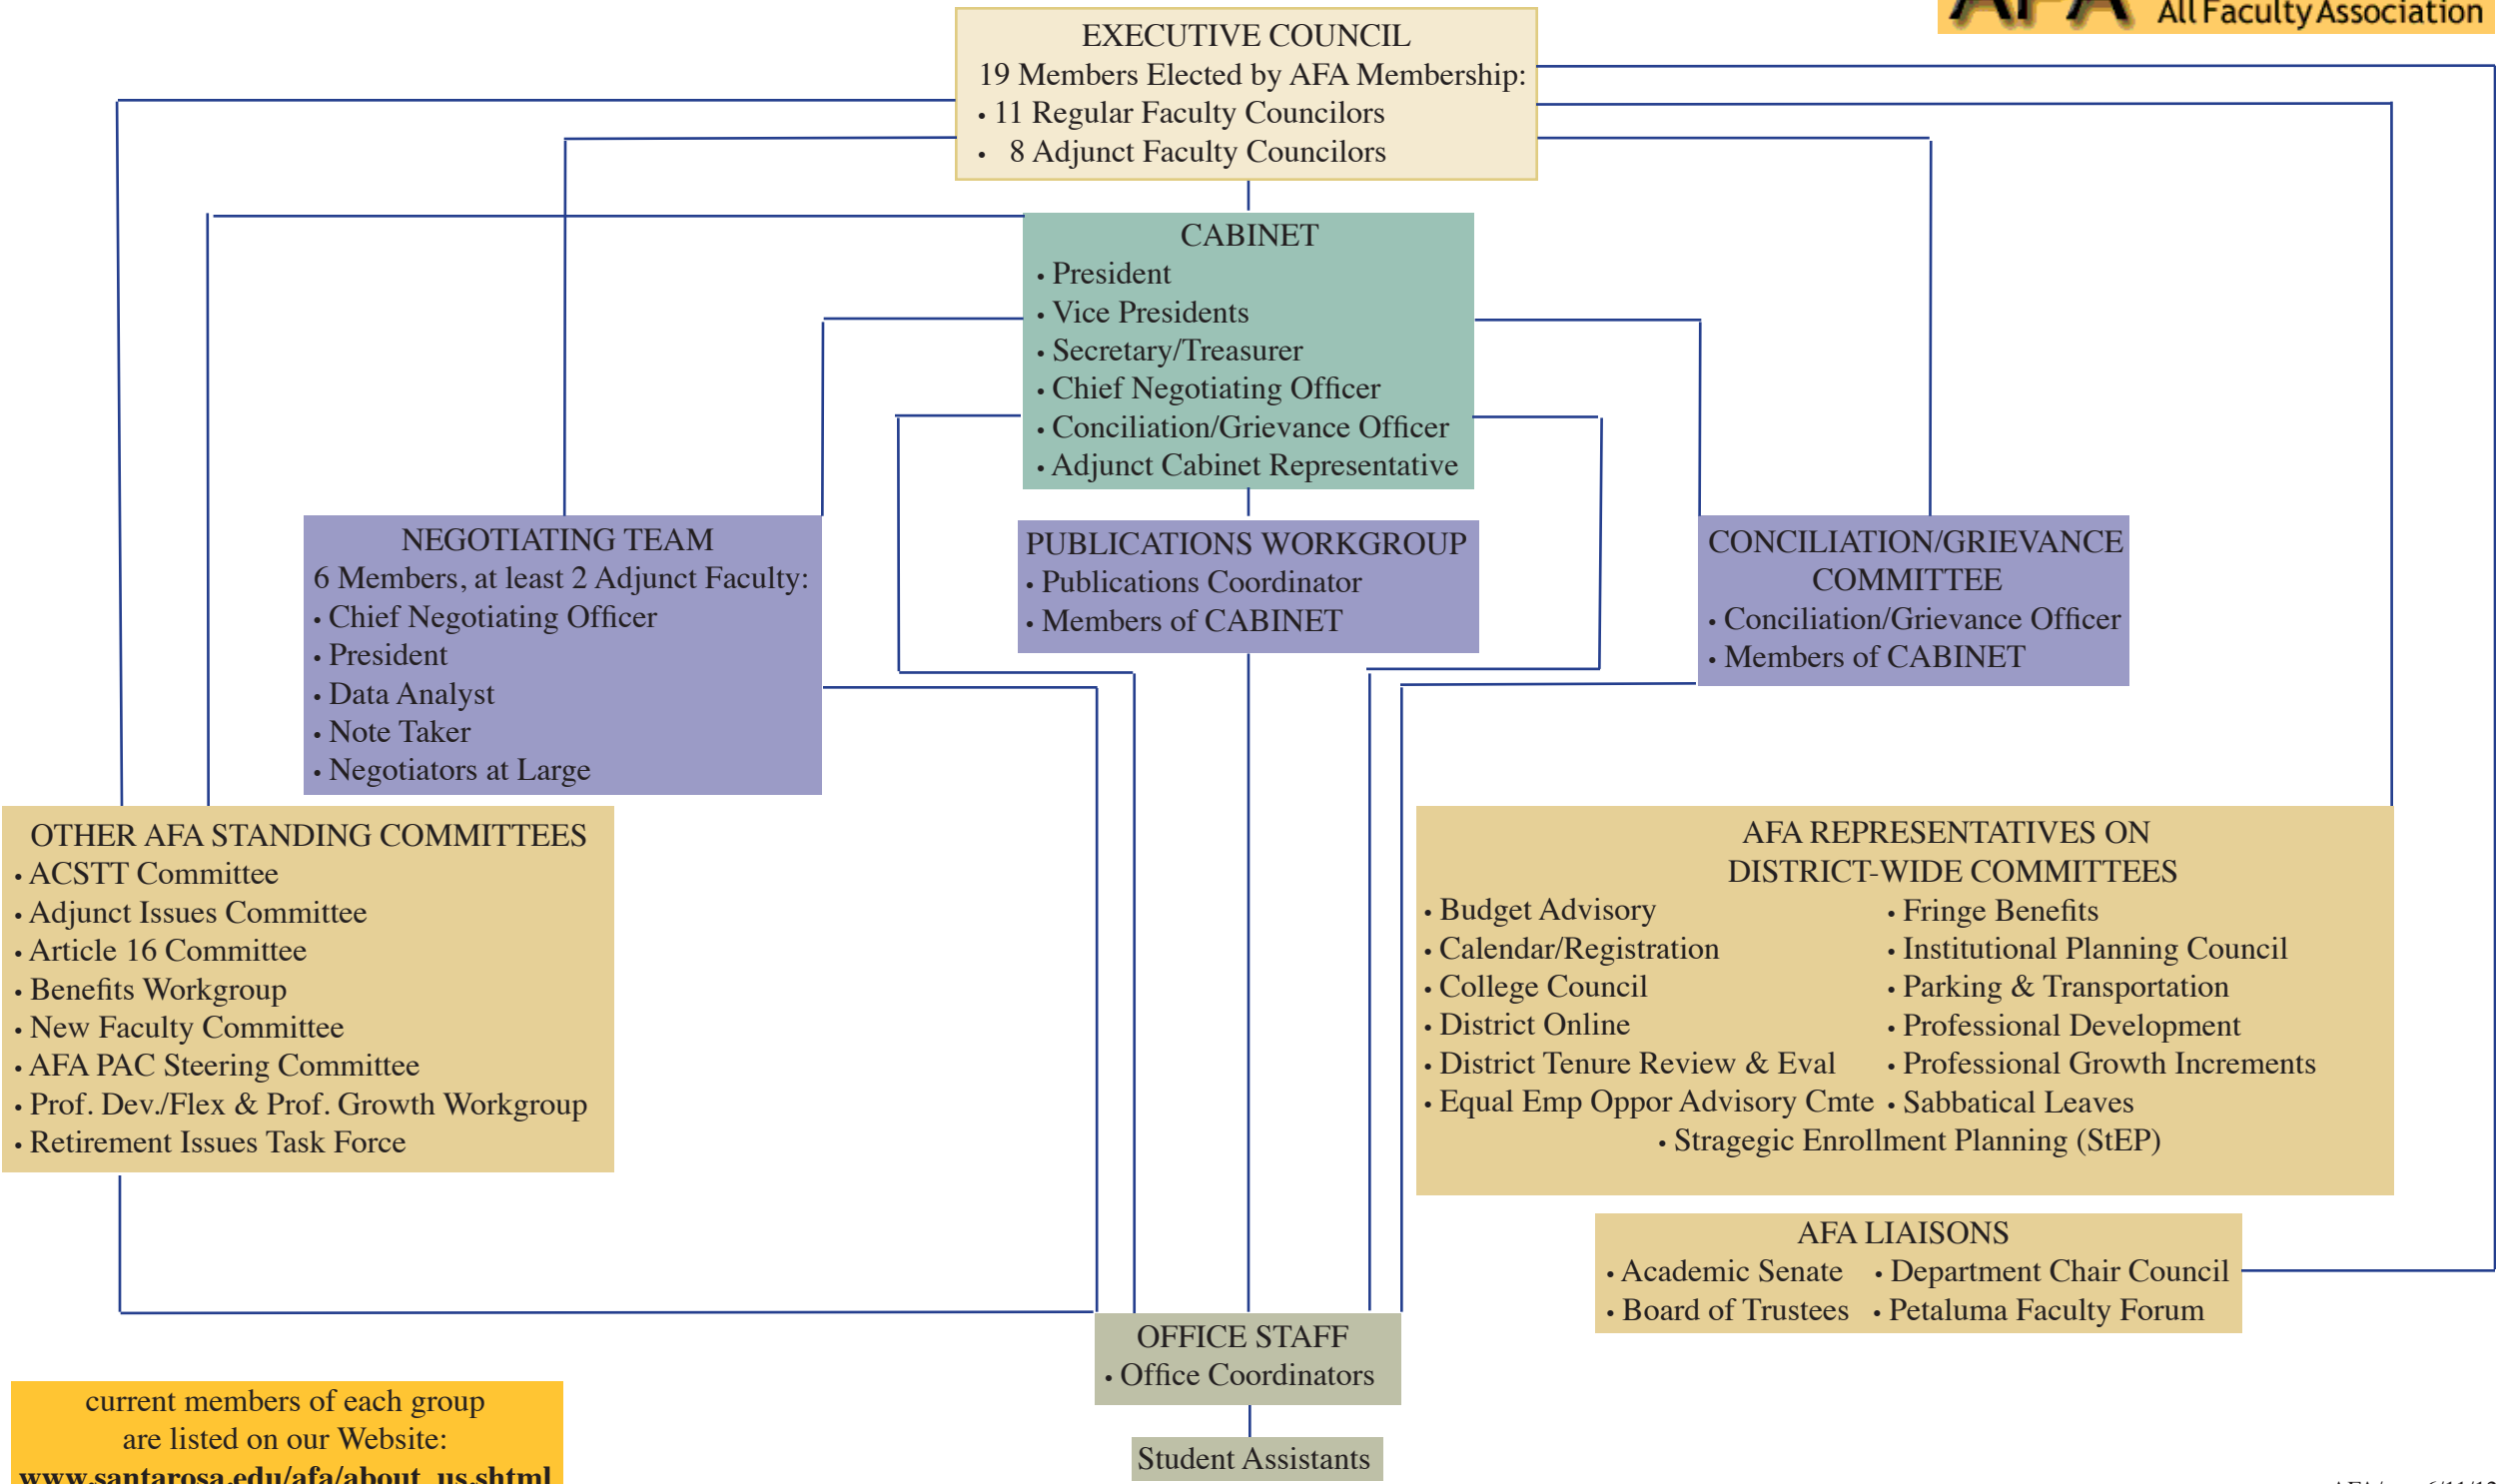 All Faculty Association
EXECUTIVE COUNCIL
19 Members Elected by AFA Membership:
• 11 Regular Faculty Councilors
• 8 Adjunct Faculty Councilors
CABINET
• President
• Vice Presidents
• Secretary/Treasurer
• Chief Negotiating Officer
• Conciliation/Grievance Officer
• Adjunct Cabinet Representative
NEGOTIATING TEAM
6 Members, at least 2 Adjunct Faculty:
• Chief Negotiating Officer
• President
• Data Analyst
• Note Taker
• Negotiators at Large
PUBLICATIONS WORKGROUP
• Publications Coordinator
• Members of CABINET
CONCILIATION/GRIEVANCE
COMMITTEE
• Conciliation/Grievance Officer
• Members of CABINET
OTHER AFA STANDING COMMITTEES
• ACSTT Committee
• Adjunct Issues Committee
• Article 16 Committee
• Benefits Workgroup
• New Faculty Committee
• AFA PAC Steering Committee
• Prof. Dev./Flex & Prof. Growth Workgroup
• Retirement Issues Task Force
AFA REPRESENTATIVES ON
DISTRICT-WIDE COMMITTEES
• Budget Advisory
• Calendar/Registration
• College Council
• District Online
• District Tenure Review & Eval
• Equal Emp Oppor Advisory Cmte
• Fringe Benefits
• Institutional Planning Council
• Parking & Transportation
• Professional Development
• Professional Growth Increments
• Sabbatical Leaves
• Stragegic Enrollment Planning (StEP)
AFA LIAISONS
• Academic Senate • Department Chair Council
• Board of Trustees • Petaluma Faculty Forum
OFFICE STAFF
• Office Coordinators
Student Assistants
current members of each group
are listed on our Website:
www.santarosa.edu/afa/about_us.shtml